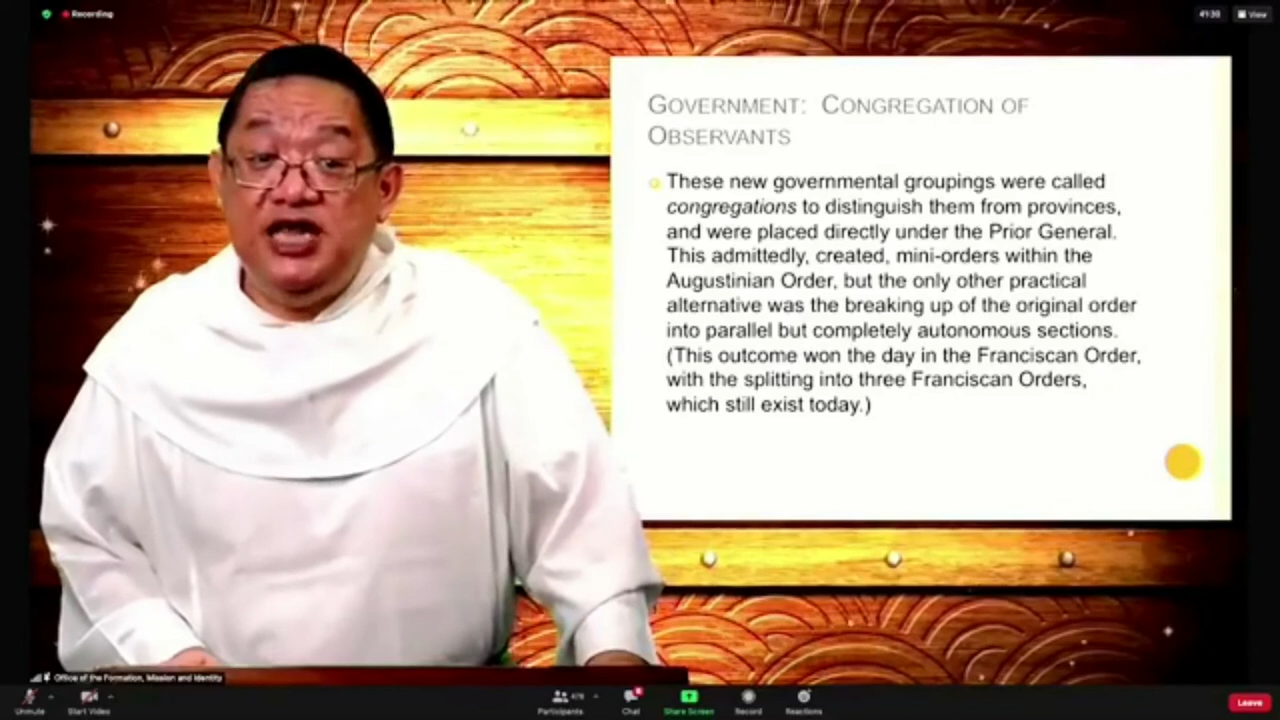 Recording
41:30
View
GOVERNMENT: CONGREGATION OF
OBSERVANTS
These new governmental groupings were called
congregations to distinguish them from provinces,
and were placed directly under the Prior General.
This admittedly, created, mini-orders within the
Augustinian Order, but the only other practical
alternative was the breaking up of the original order
into parallel but completely autonomous sections.
(This outcome won the day in the Franciscan Order,
with the splitting into three Franciscan Orders,
which still exist today.)
Office of the Formation, Mission and Identity
Unmute
Start Video
Participants
Chat
Share Screen
Record
Reactions
Leave